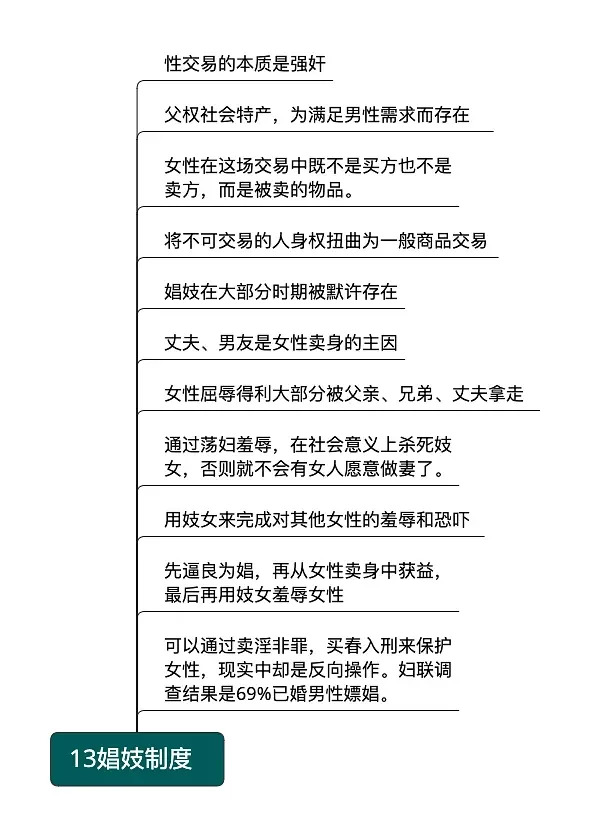 性交易的本质是强奸
父权社会特产，为满足男性需求而存在
女性在这场交易中既不是买方也不是
卖方，而是被卖的物品。
将不可交易的人身权扭曲为一般商品交易
娼妓在大部分时期被默许存在
丈夫、男友是女性卖身的主因
女性屈辱得利大部分被父亲、兄弟、丈夫拿走
通过荡妇羞辱，在社会意义上杀死妓
女，否则就不会有女人愿意做妻了。
用妓女来完成对其他女性的羞辱和恐吓
先逼良为娼，再从女性卖身中获益，
最后再用妓女羞辱女性
可以通过卖淫非罪，买春入刑来保护
女性，现实中却是反向操作。妇联调
查结果是69%已婚男性嫖娼。
13娼妓制度